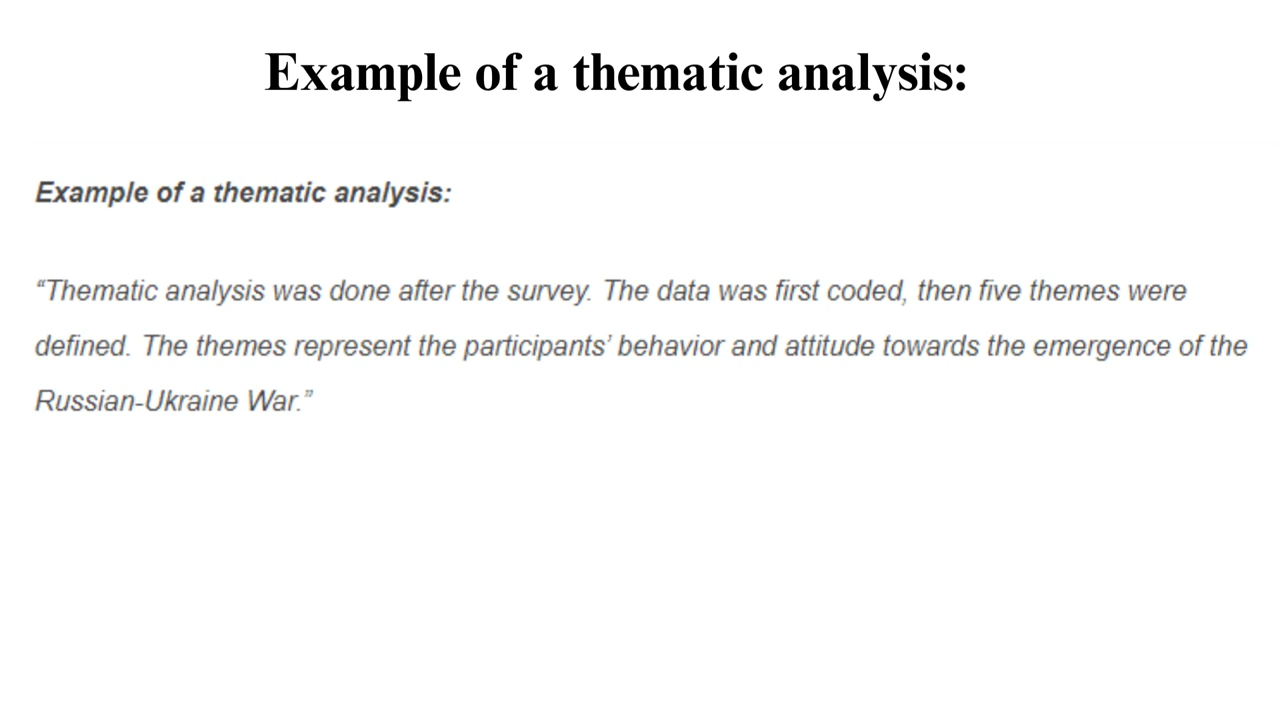 Example of a thematic analysis:
Example of a thematic analysis:
“Thematic analysis was done after the survey. The data was first coded, then five themes were
defined. The themes represent the participants’ behavior and attitude towards the emergence of the
Russian-Ukraine War.”